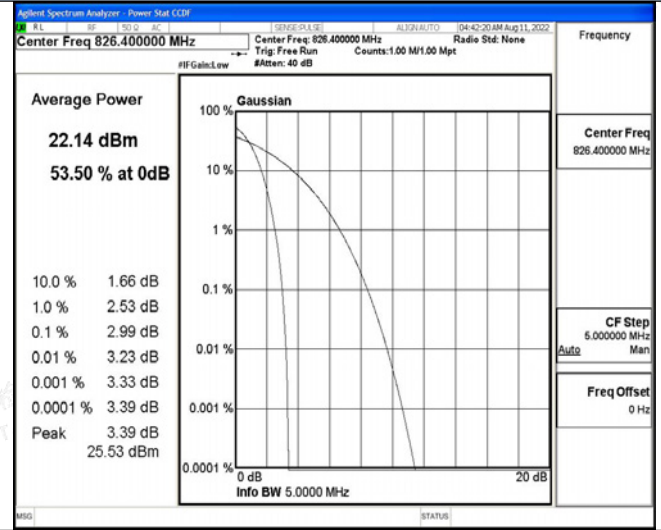 Agilent Spectrum Analyzer - Power Stat CCDF
RL RF 50 Ω AC SENSE:PULSE ALIGN AUTO 04:42:20 AM Aug 11, 2022
Center Freq 826.400000 MHz
Center Freq: 826.400000 MHz Radio Std: None
Trig: Free Run Counts:1.00 M/1.00 Mpt
#IFGain:Low #Atten: 40 dB
Frequency
Average Power
22.14 dBm
53.50 % at 0dB
10.0 % 1.66 dB
1.0 % 2.53 dB
0.1 % 2.99 dB
0.01 % 3.23 dB
0.001 % 3.33 dB
0.0001 % 3.39 dB
Peak 3.39 dB
25.53 dBm
Gaussian
100 %
10 %
1 %
0.1 %
0.01 %
0.001 %
0.0001 %
0 dB 20 dB
Info BW 5.0000 MHz
Center Freq
826.400000 MHz
CF Step
5.000000 MHz
Auto Man
Freq Offset
0 Hz
MSG STATUS